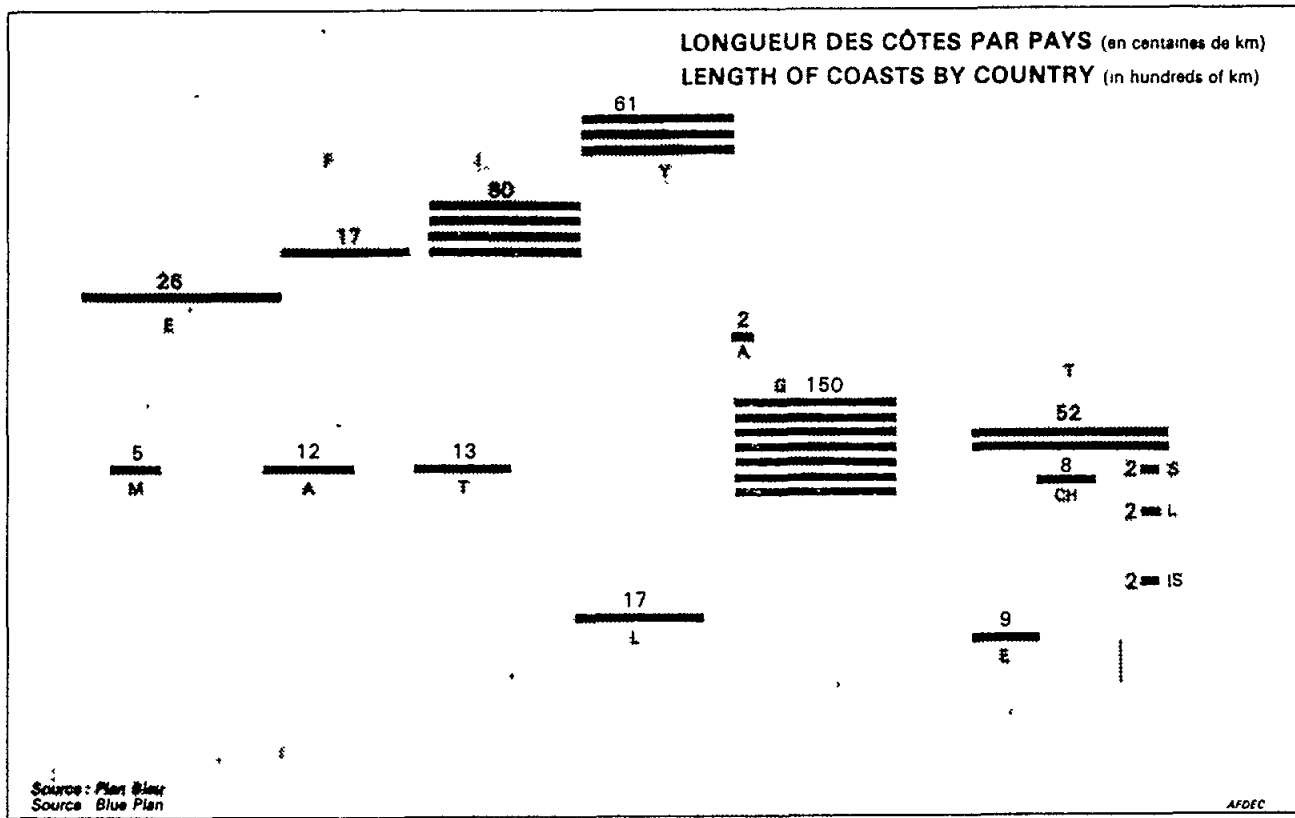 LONGUEUR DES CÔTES PAR PAYS (en centaines de km)
LENGTH OF COASTS BY COUNTRY (in hundreds of km)
61
Y
F
80
17
26
E
2
A
G 150
T
52
5
M
12
A
13
T
8
CH
2 S
2 L
2 IS
17
L
9
E
Source : Plan Bleu
Source Blue Plan
AFDEC